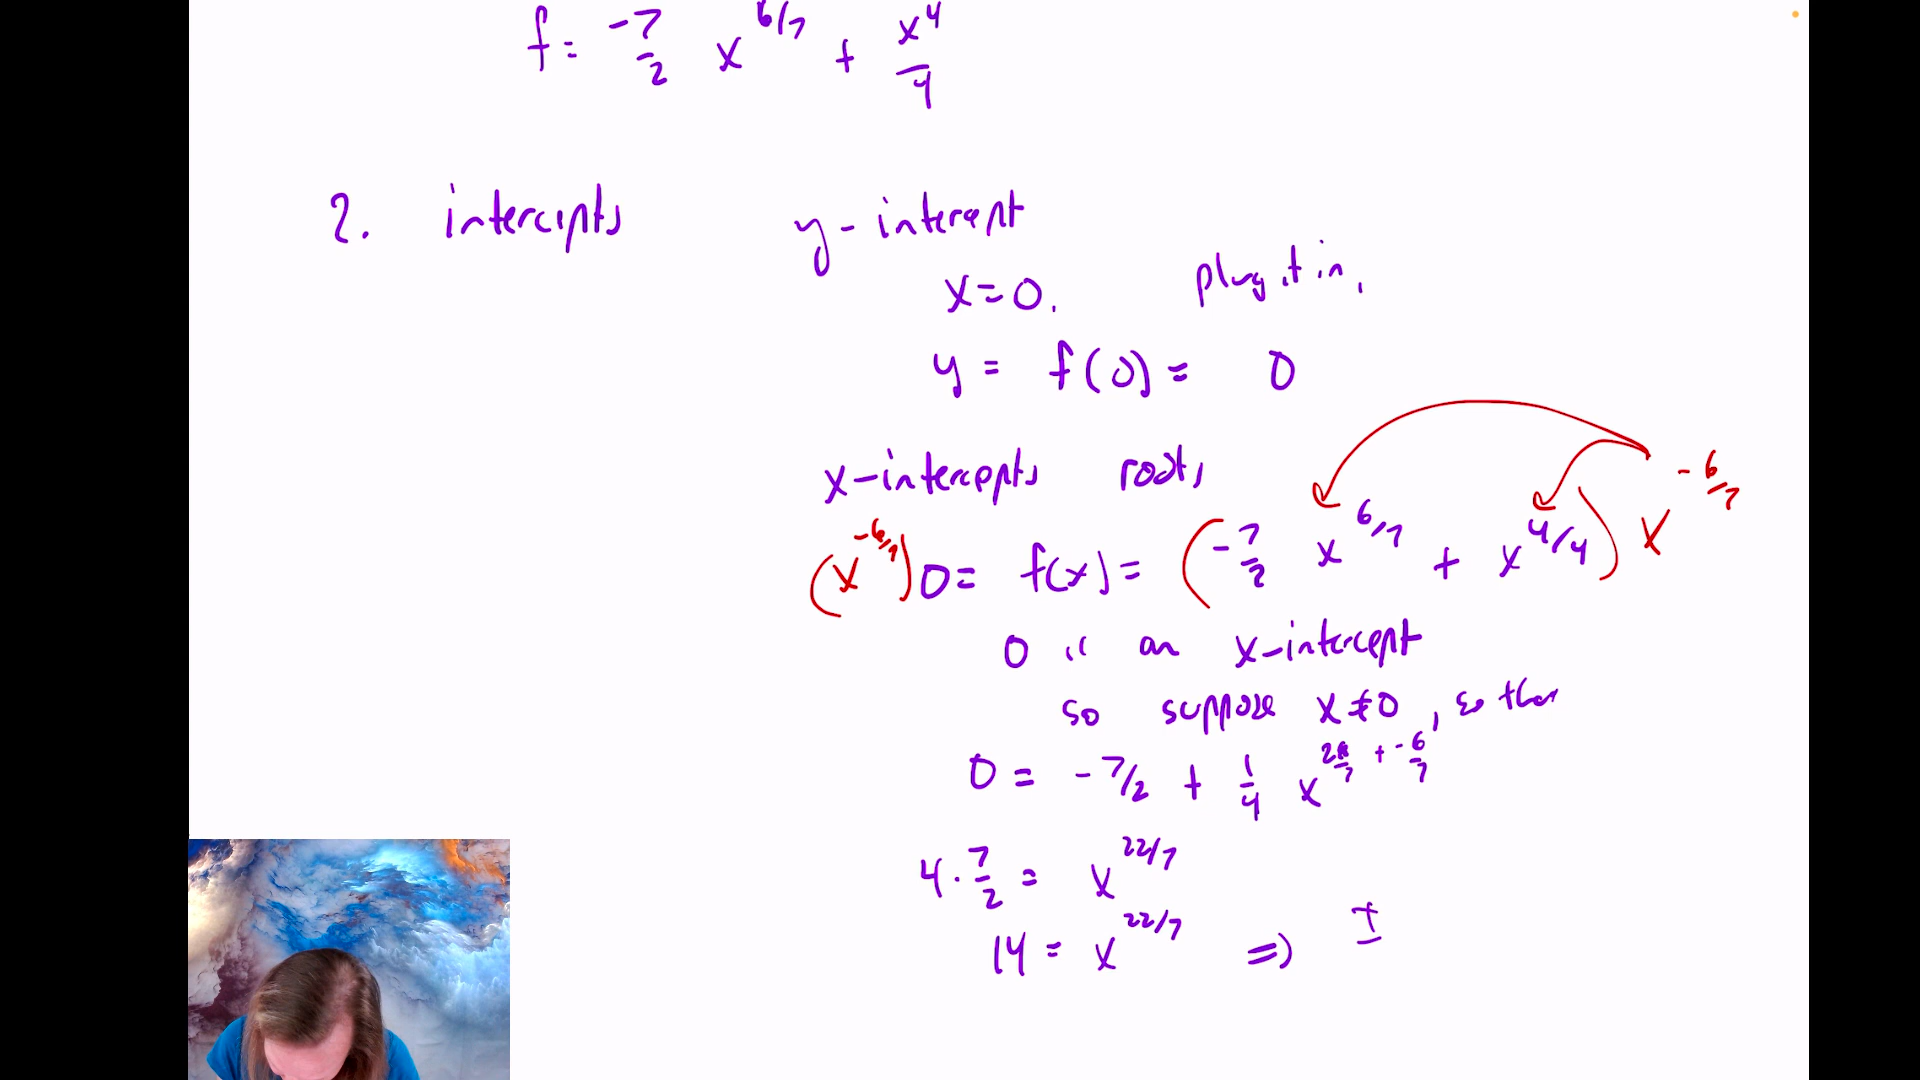 f = -7/2 x^6/7 + x^4/4
2. intercepts y-intercept
x=0. plug it in.
y = f(0) = 0
x-intercepts roots
(x^-6/7) 0 = f(x) = (-7/2 x^6/7 + x^4/4) x^-6/7
0 is an x-intercept
so suppose x≠0, so then
0 = -7/2 + 1/4 x^28/7 + -6/7
4·7/2 = x^22/7
14 = x^22/7 => ±